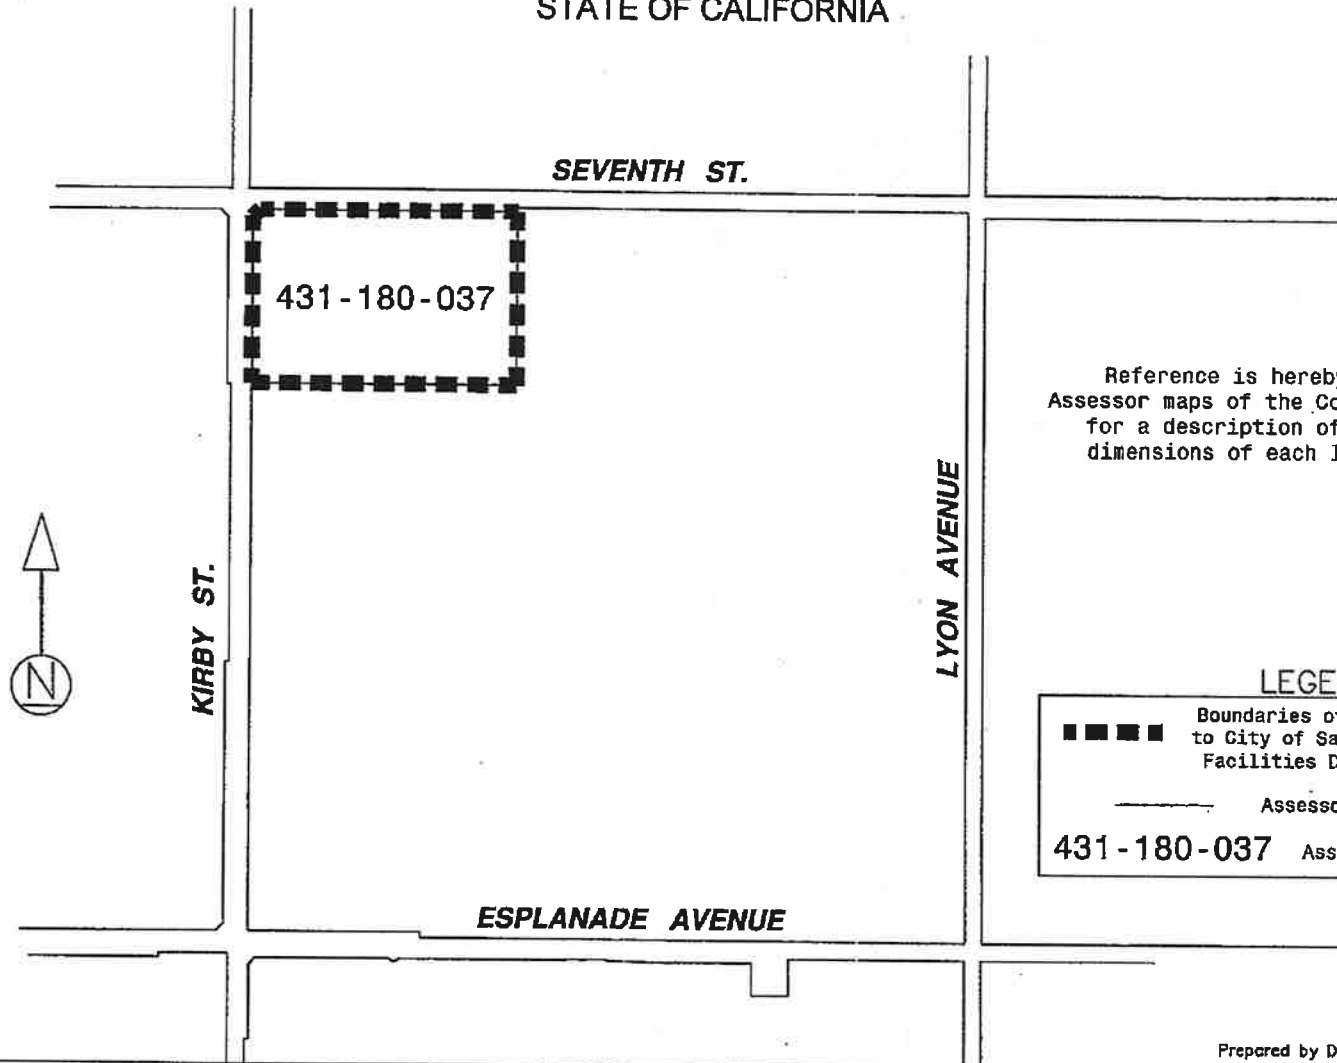 STATE OF CALIFORNIA
SEVENTH ST.
431-180-037
Reference is hereby
Assessor maps of the Co
for a description of
dimensions of each l
LYON AVENUE
KIRBY ST.
N
LEGE
Boundaries of
to City of Sa
Facilities D
Assesso
431-180-037 Ass
ESPLANADE AVENUE
Prepared by D